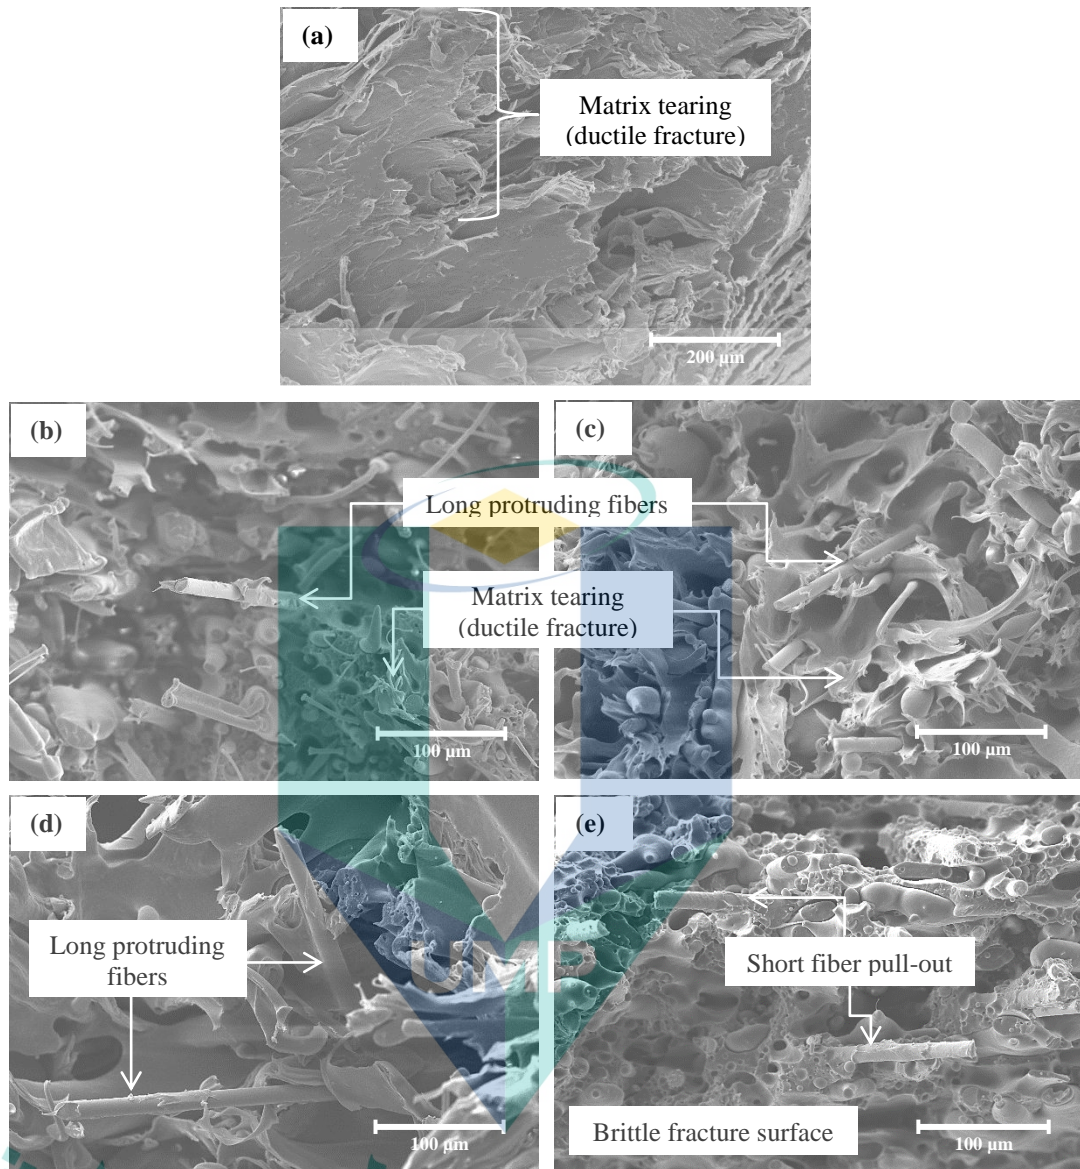 (a)
Matrix tearing
(ductile fracture)
200 µm
(b)
(c)
Long protruding fibers
Matrix tearing
(ductile fracture)
100 µm
100 µm
(d)
(e)
Long protruding
fibers
Short fiber pull-out
UMP
Brittle fracture surface
100 µm
100 µm